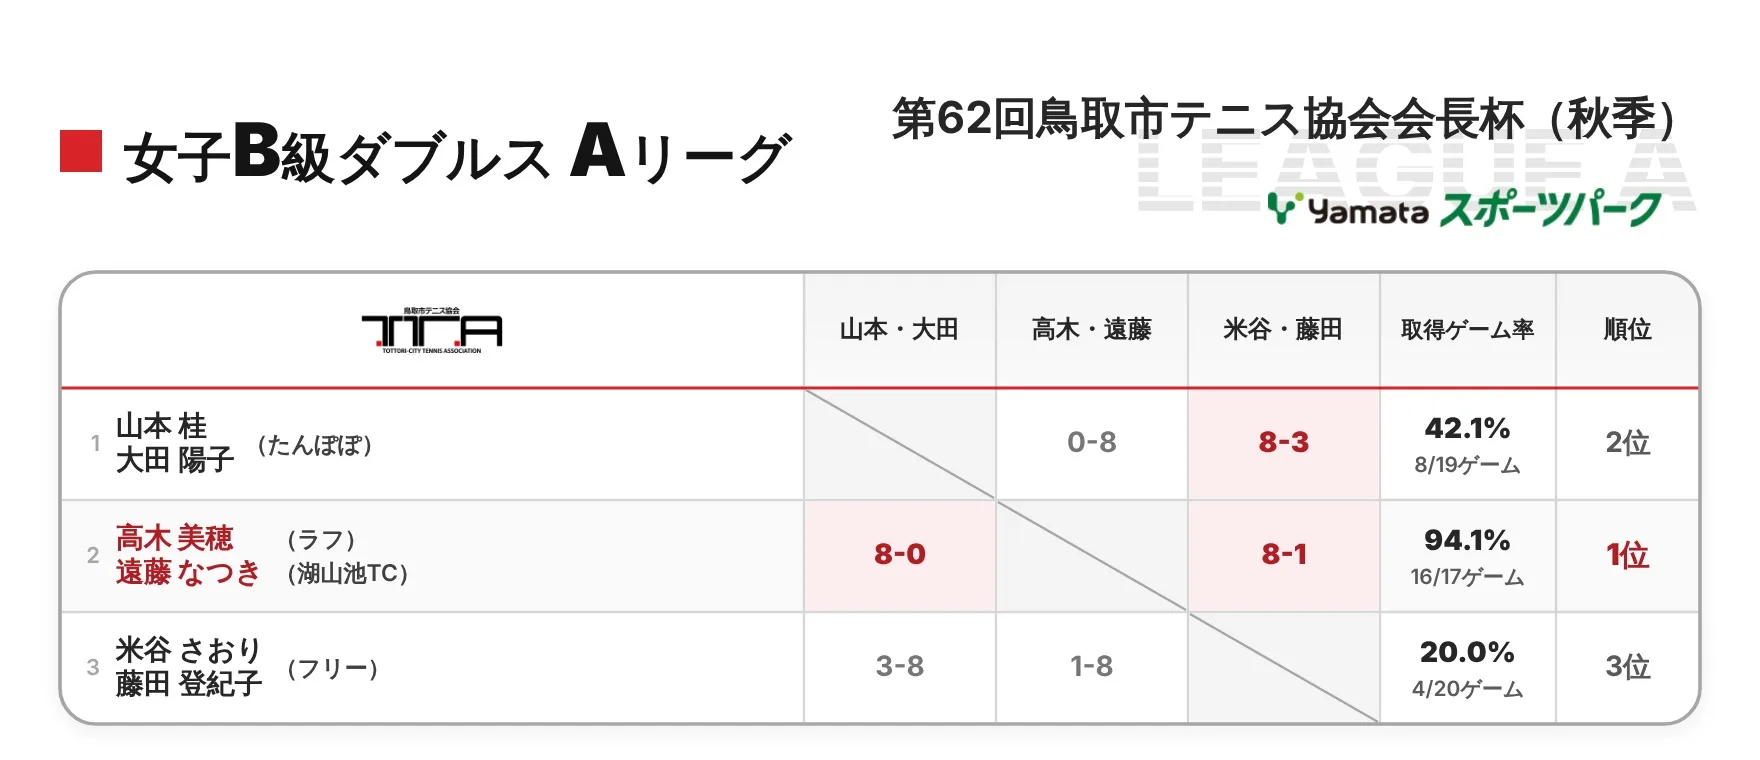 第62回鳥取市テニス協会会長杯（秋季）
女子B級ダブルス Aリーグ
LEAGUE A
Yamata スポーツパーク
鳥取市テニス協会
TTCA
TOTTORI-CITY TENNIS ASSOCIATION
山本・大田 高木・遠藤 米谷・藤田 取得ゲーム率 順位
1 山本 桂
大田 陽子 （たんぽぽ） 0-8 8-3 42.1% 8/19ゲーム 2位
2 高木 美穂 （ラフ）
遠藤 なつき （湖山池TC） 8-0 8-1 94.1% 16/17ゲーム 1位
3 米谷 さおり
藤田 登紀子 （フリー） 3-8 1-8 20.0% 4/20ゲーム 3位